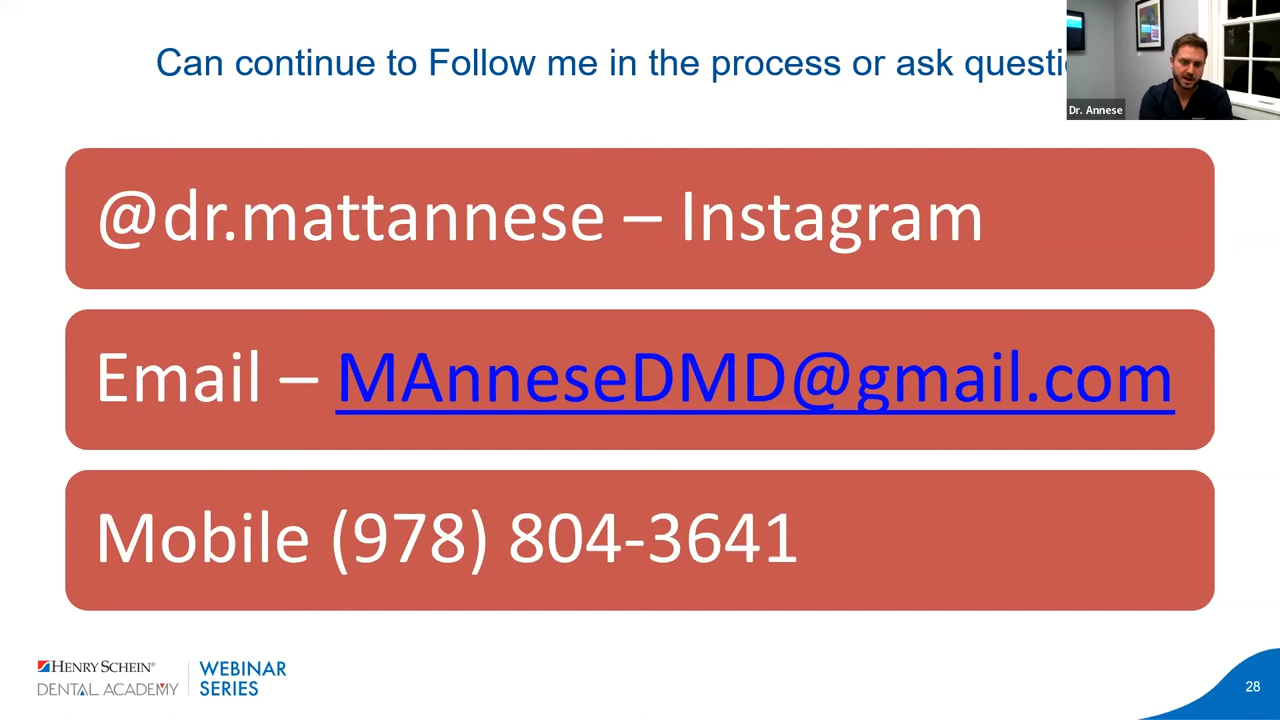 Can continue to Follow me in the process or ask
Dr. Annese
@dr.mattannese – Instagram
Email – MAnneseDMD@gmail.com
Mobile (978) 804-3641
HENRY SCHEIN®
DENTAL ACADEMY
WEBINAR
SERIES
28